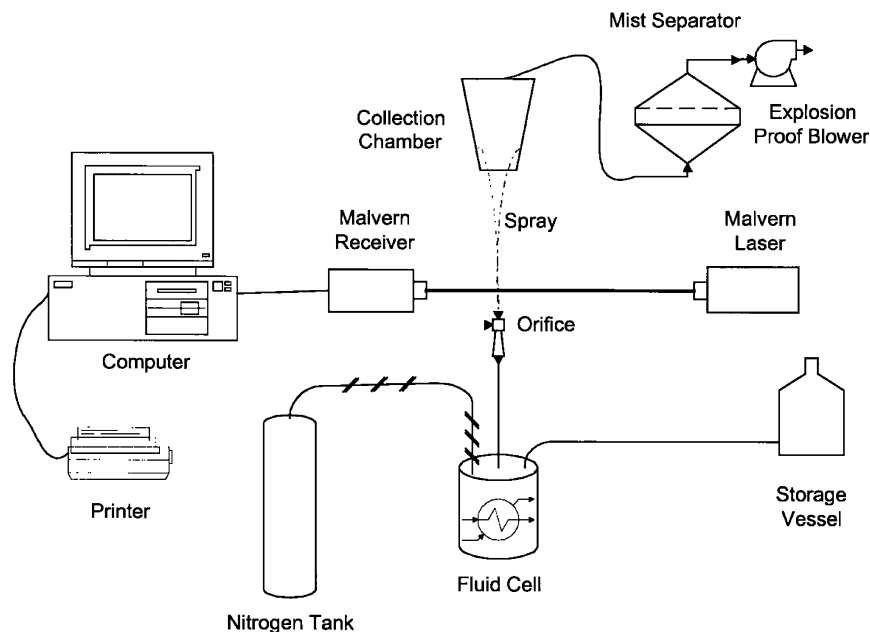 Mist Separator
Collection
Chamber
Explosion
Proof Blower
Malvern
Receiver
Spray
Malvern
Laser
Orifice
Computer
Printer
Storage
Vessel
Fluid Cell
Nitrogen Tank